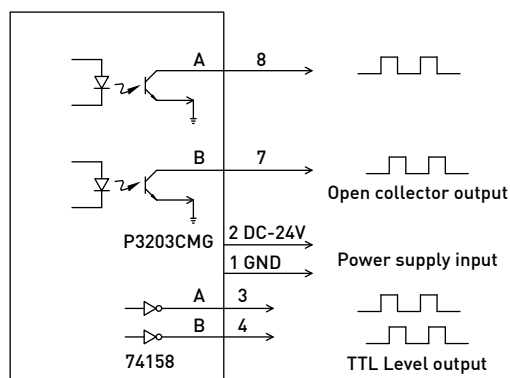 A 8
B 7
Open collector output
P3203CMG
2 DC-24V
1 GND
Power supply input
A 3
B 4
74158
TTL Level output